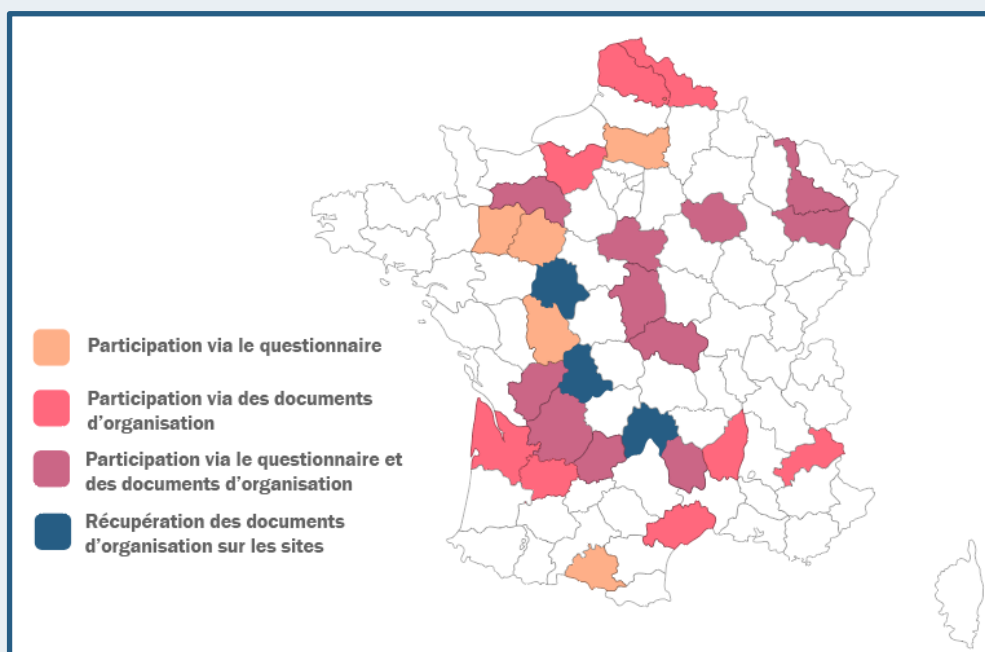 Participation via le questionnaire
Participation via des documents
d'organisation
Participation via le questionnaire et
des documents d'organisation
Récupération des documents
d'organisation sur les sites